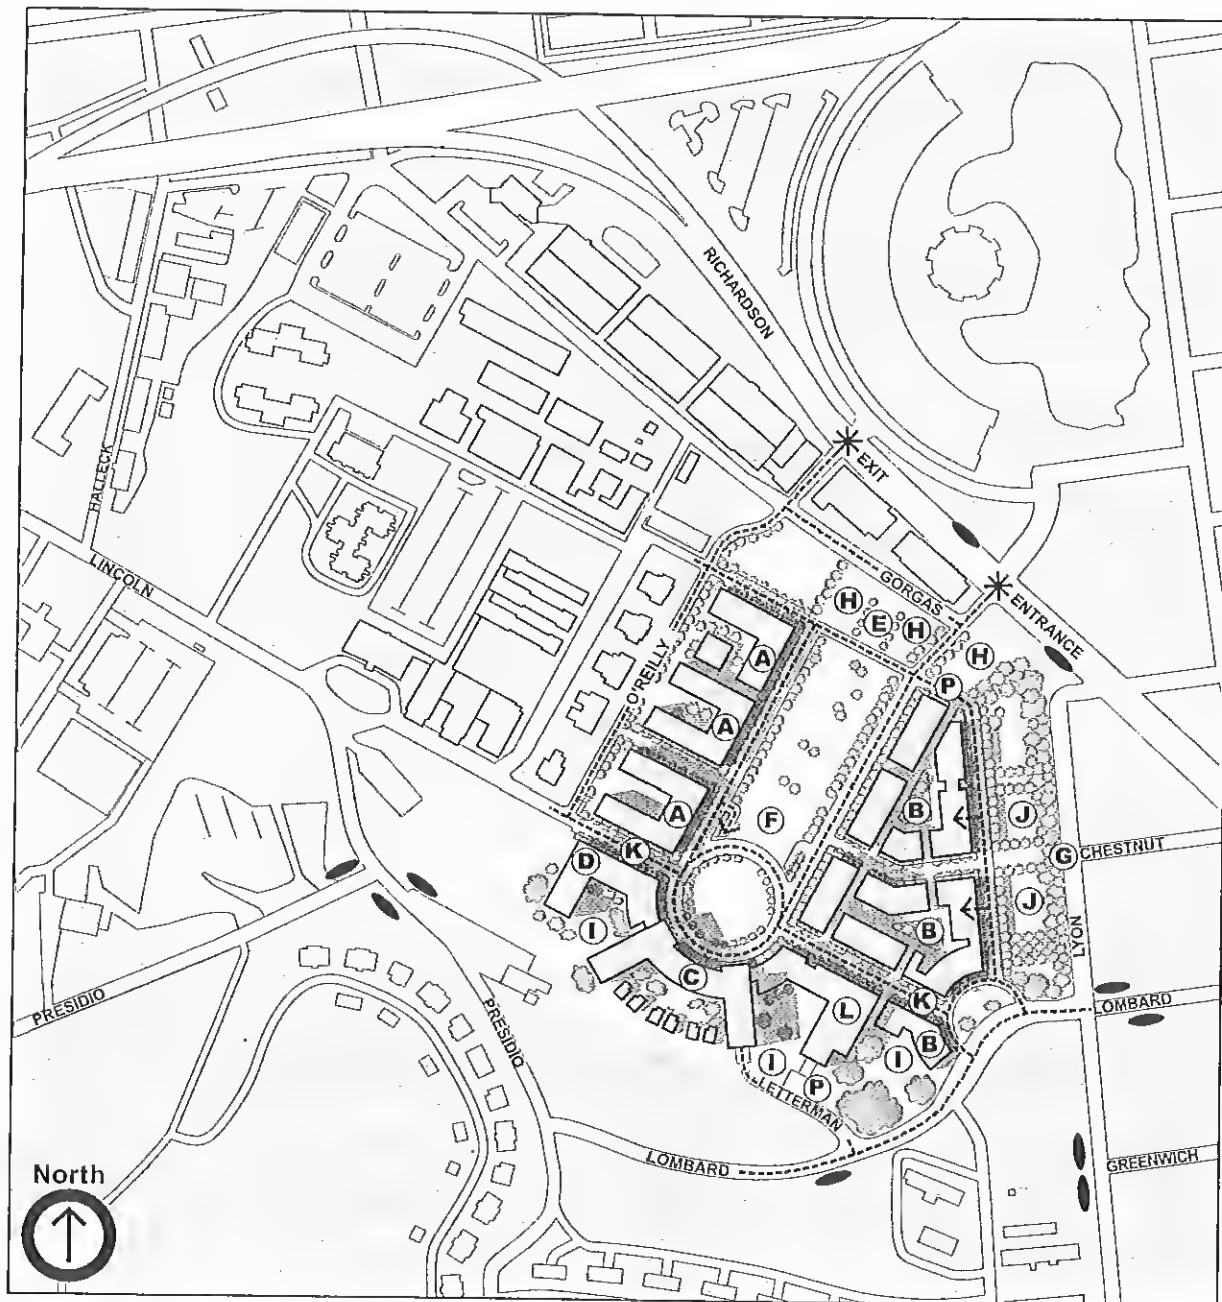 RICHARDSON
EXIT
HALLECK
LINCOLN
GORGAS
ENTRANCE
H
E
H
H
O'REILLY
A
P
A
B
J
A
F
K
D
G
CHESTNUT
J
I
B
LYON
C
K
LOMBARD
PRESIDIO
PRESIDIO
L
B
I
I
P
LETTERMAN
LOMBARD
GREENWICH
North